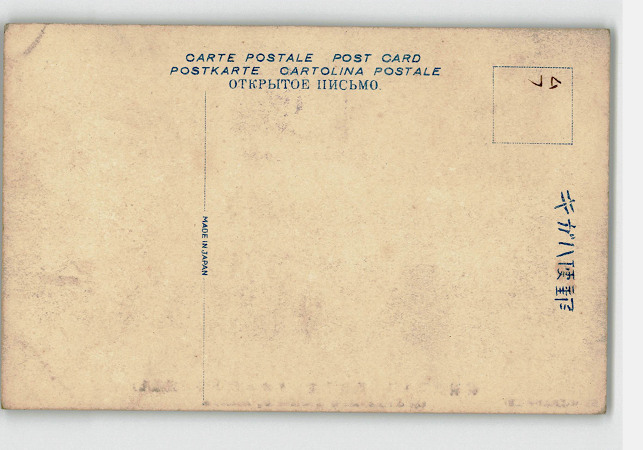 CARTE POSTALE POST CARD
POSTKARTE CARTOLINA POSTALE
ОТКРЫТОЕ ПИСЬМО.
MADE IN JAPAN
キガハ便郵